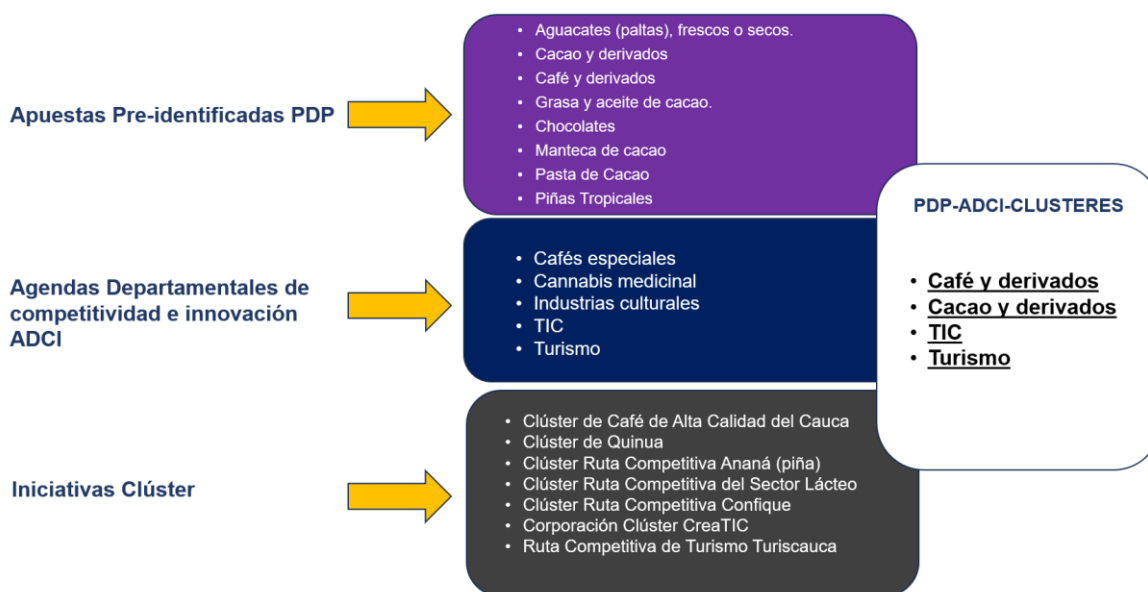 Apuestas Pre-identificadas PDP
• Aguacates (paltas), frescos o secos.
• Cacao y derivados
• Café y derivados
• Grasa y aceite de cacao.
• Chocolates
• Manteca de cacao
• Pasta de Cacao
• Piñas Tropicales
Agendas Departamentales de
competitividad e innovación
ADCI
• Cafés especiales
• Cannabis medicinal
• Industrias culturales
• TIC
• Turismo
Iniciativas Clúster
• Clúster de Café de Alta Calidad del Cauca
• Clúster de Quinua
• Clúster Ruta Competitiva Ananá (piña)
• Clúster Ruta Competitiva del Sector Lácteo
• Clúster Ruta Competitiva Confique
• Corporación Clúster CreaTIC
• Ruta Competitiva de Turismo Turiscauca
PDP-ADCI-CLUSTERES
• Café y derivados
• Cacao y derivados
• TIC
• Turismo